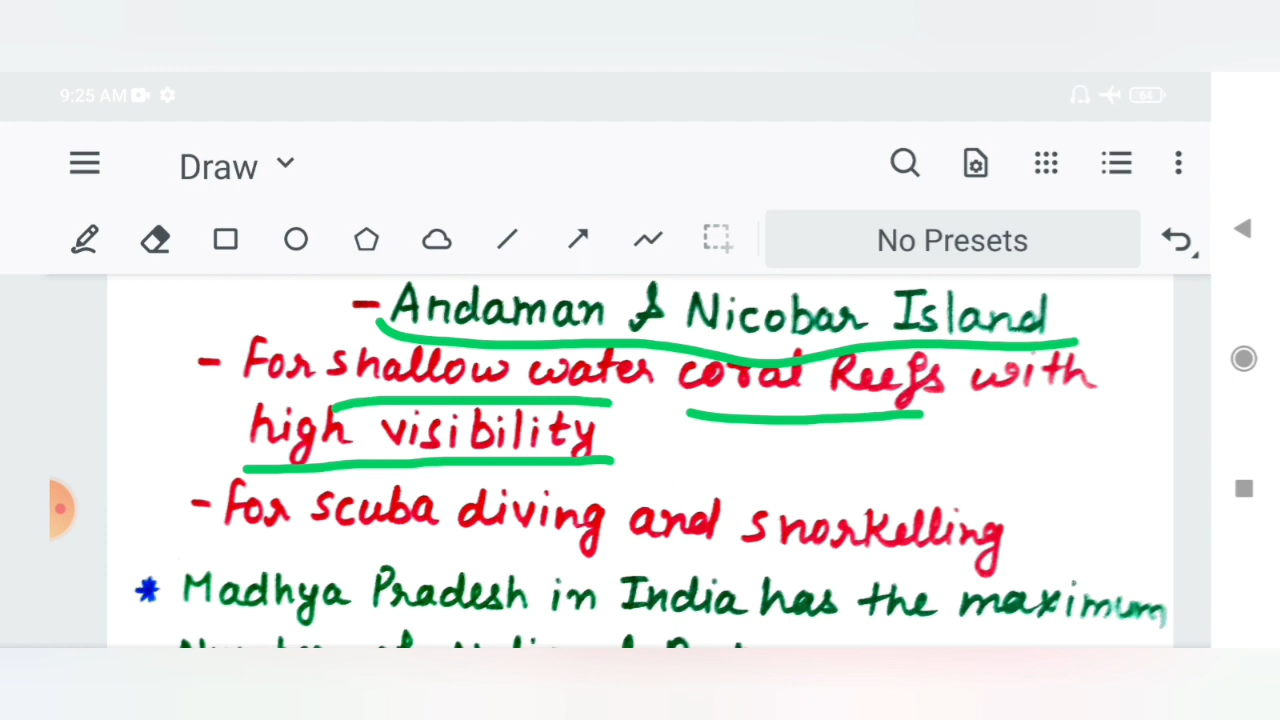 9:25 AM
64
Draw
No Presets
- Andaman & Nicobar Island
- For shallow water coral Reefs with
high visibility
- for scuba diving and snorkelling
* Madhya Pradesh in India has the maximum